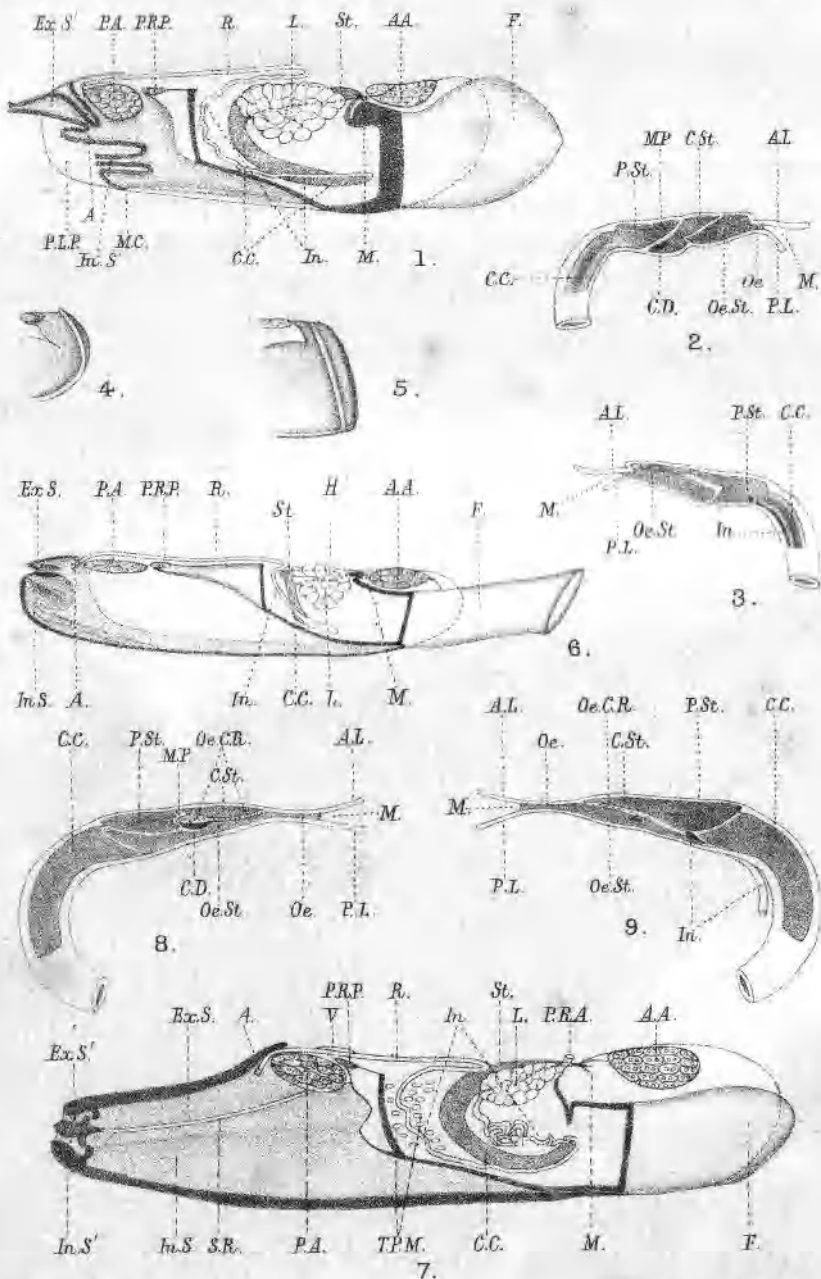 Ex S' P.A. P.R.P. R. L. St. A.A. F.
M.P. C.St. A.L.
P.St.
A
P.L.P. M.C. C.C. In. M. 1.
In. S
C.C. Oe M.
C.D. Oe.St. P.L.
2.
4. 5.
A.L. P.St. C.C.
Ex S. P.A. P.R.P. R. H A.A. M. Oe.St. In
St. F. P.L.
3.
6.
In S. A. In. C.C. L. M.
C.C. P.St. Oe.C.R. A.L. A.L. Oe.C.R. P.St. C.C.
M.P Oe. C.St.
C.St.
M. M.
C.D. P.L. Oe.St.
Oe.St Oe. P.L. In.
8. 9.
P.R.P. R. In. St. P.R.A. A.A.
Ex.S. A. V L.
Ex S'
In S' In.S S.R. P.A. T.P.M. C.C. M. F.
7.